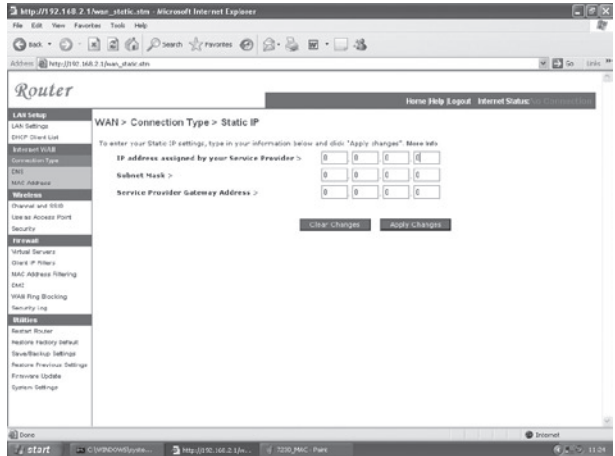 http://192.168.2.1/wan_static.stm - Microsoft Internet Explorer
File Edit View Favorites Tools Help
Back Search Favorites
Address http://192.168.2.1/wan_static.stm Go Links »
Router
Home |Help |Logout Internet Status: No Connection
LAN Setup
LAN Settings
DHCP Client List
Internet WAN
Connection Type
DNS
MAC Address
Wireless
Channel and SSID
Use as Access Point
Security
Firewall
Virtual Servers
Client IP Filters
MAC Address Filtering
DMZ
WAN Ping Blocking
Security Log
Utilities
Restart Router
Restore Factory Default
Save/Backup Settings
Restore Previous Settings
Firmware Update
System Settings
WAN > Connection Type > Static IP
To enter your Static IP settings, type in your information below and click "Apply changes". More Info
IP address assigned by your Service Provider > 0 . 0 . 0 . 0
Subnet Mask > 0 . 0 . 0 . 0
Service Provider Gateway Address > 0 . 0 . 0 . 0
Clear Changes Apply Changes
Done Internet
start C:\WINDOWS\syste... http://192.168.2.1/w... 7230_MAC - Paint 11:24